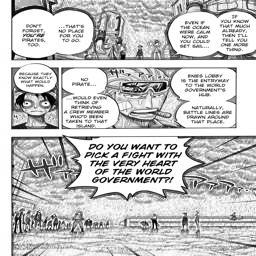 IF YOU
KNOW THAT
MUCH
ALREADY,
THEN I'LL
TELL YOU
ONE MORE
THING.
EVEN IF
THE OCEAN
WERE CALM
NOW, AND
YOU COULD
SET SAIL...
...THAT'S
NO PLACE
FOR YOU
TO GO.
DON'T
FORGET,
YOU'RE
PIRATES,
TOO.
ENIES
LOBBY IS THE
ENTRYWAY
TO THE WORLD
GOVERNMENT'S
HUB.
NATURALLY,
BATTLE LINES ARE
DRAWN AROUND
THAT PLACE.
NO
PIRATE...
...WOULD EVEN
THINK OF
RETRIEVING
A CREW MEMBER
WHO'D BEEN
TAKEN TO THAT
ISLAND.
BECAUSE THEY
KNOW EXACTLY
WHAT WOULD
HAPPEN.
DO YOU WANT TO
PICK A FIGHT WITH
THE VERY HEART
OF THE WORLD
GOVERNMENT?!